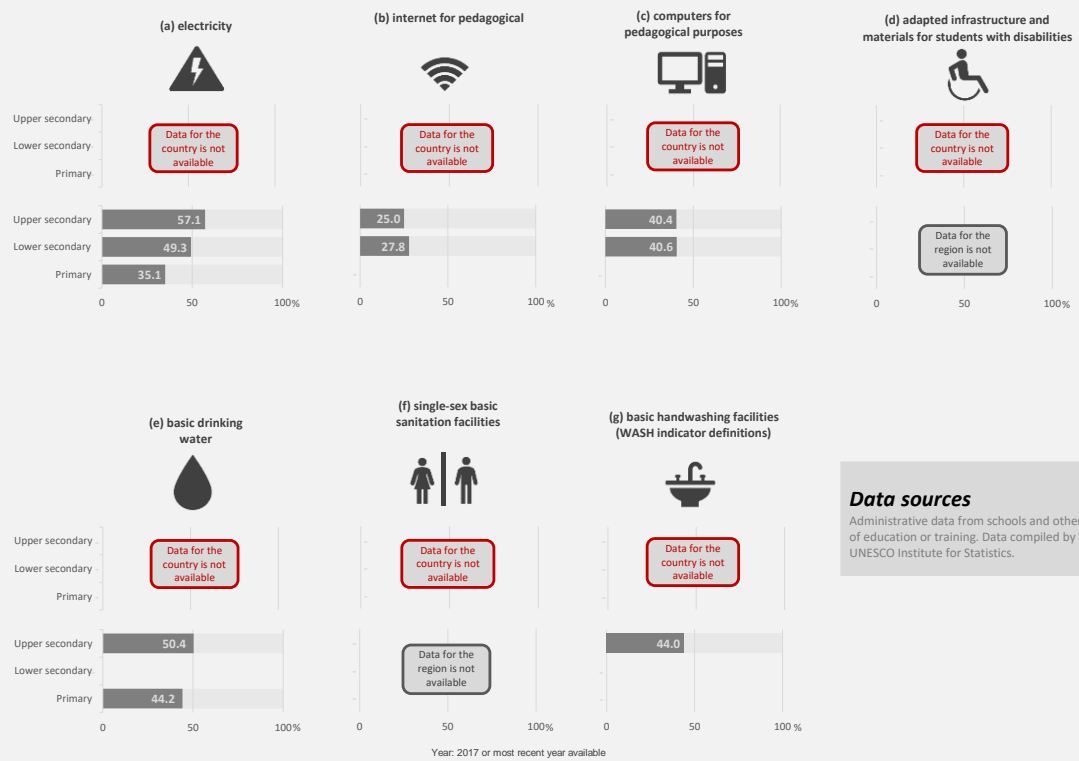 (a) electricity
(b) internet for pedagogical
(c) computers for
pedagogical purposes
(d) adapted infrastructure and
materials for students with disabilities
Upper secondary
Lower secondary
Primary
Data for the
country is not
available
Data for the
country is not
available
Data for the
country is not
available
Data for the
country is not
available
Upper secondary
Lower secondary
Primary
57.1
49.3
35.1
25.0
27.8
40.4
40.6
Data for the
region is not
available
0 50 100%
0 50 100%
0 50 100%
0 50 100%
(e) basic drinking
water
(f) single-sex basic
sanitation facilities
(g) basic handwashing facilities
(WASH indicator definitions)
Upper secondary
Lower secondary
Primary
Data for the
country is not
available
Data for the
country is not
available
Data for the
country is not
available
Data sources
Administrative data from schools and other
of education or training. Data compiled by
UNESCO Institute for Statistics.
Upper secondary
Lower secondary
Primary
50.4
44.2
Data for the
region is not
available
44.0
0 50 100%
0 50 100%
0 50 100%
Year: 2017 or most recent year available